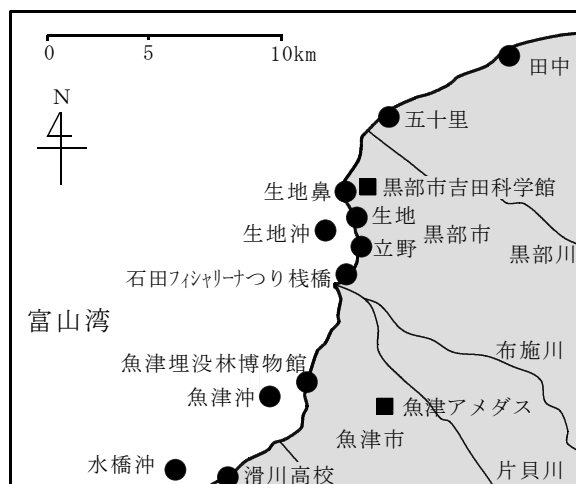 0 5 10km
N
田中
五十里
生地鼻
黒部市吉田科学館
生地
生地沖
黒部市
立野
黒部川
石田フィシャリーナつり桟橋
富山湾
布施川
魚津埋没林博物館
魚津沖
魚津アメダス
魚津市
水橋沖
滑川高校
片貝川